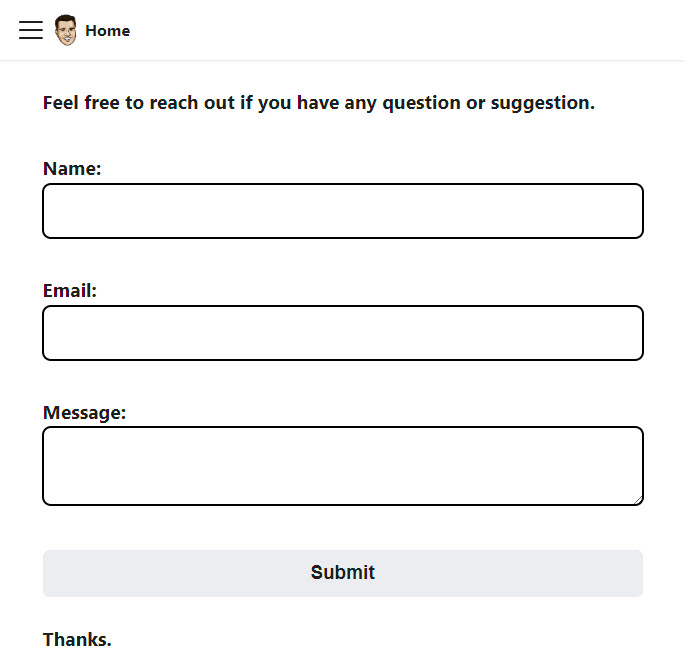 Home
Feel free to reach out if you have any question or suggestion.
Name:
Email:
Message:
Submit
Thanks.